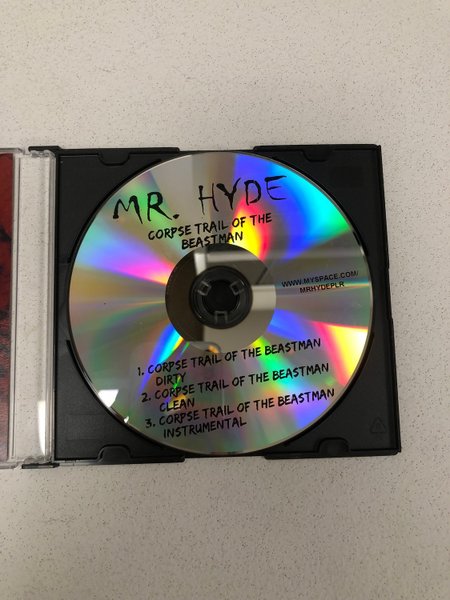 MR. HYDE
CORPSE TRAIL OF THE
BEASTMAN
WWW.MYSPACE.COM/
MRHYDEPLR
1. CORPSE TRAIL OF THE BEASTMAN
DIRTY
2. CORPSE TRAIL OF THE BEASTMAN
CLEAN
3. CORPSE TRAIL OF THE BEASTMAN
INSTRUMENTAL